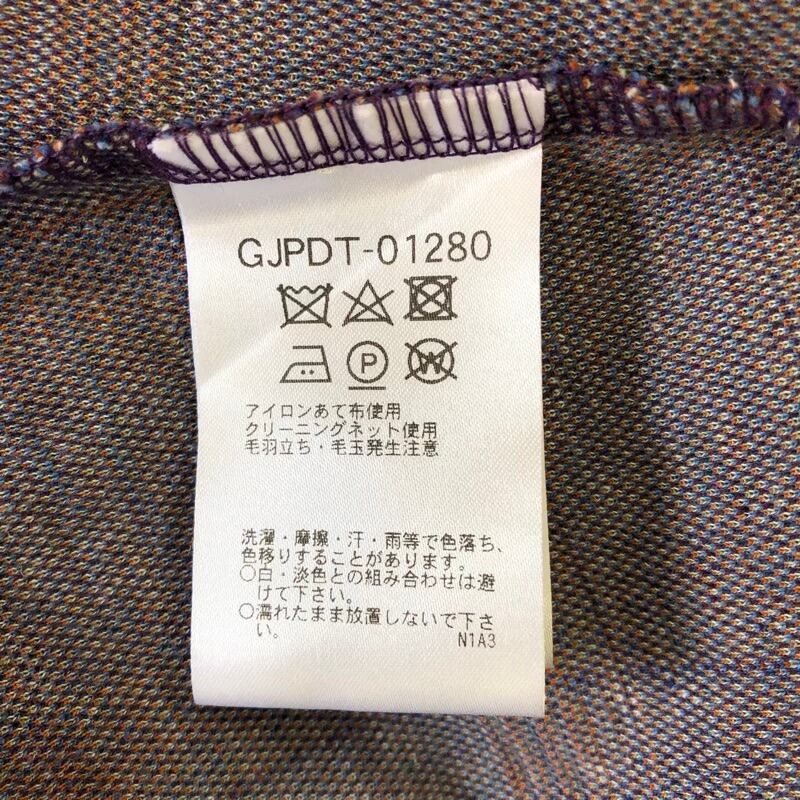 GJPDT-01280
P W
アイロンあて布使用
クリーニングネット使用
毛羽立ち・毛玉発生注意
洗濯・摩擦・汗・雨等で色落ち、
色移りすることがあります。
○白・淡色との組み合わせは避
けて下さい。
○濡れたまま放置しないで下さ
い。
N1A3